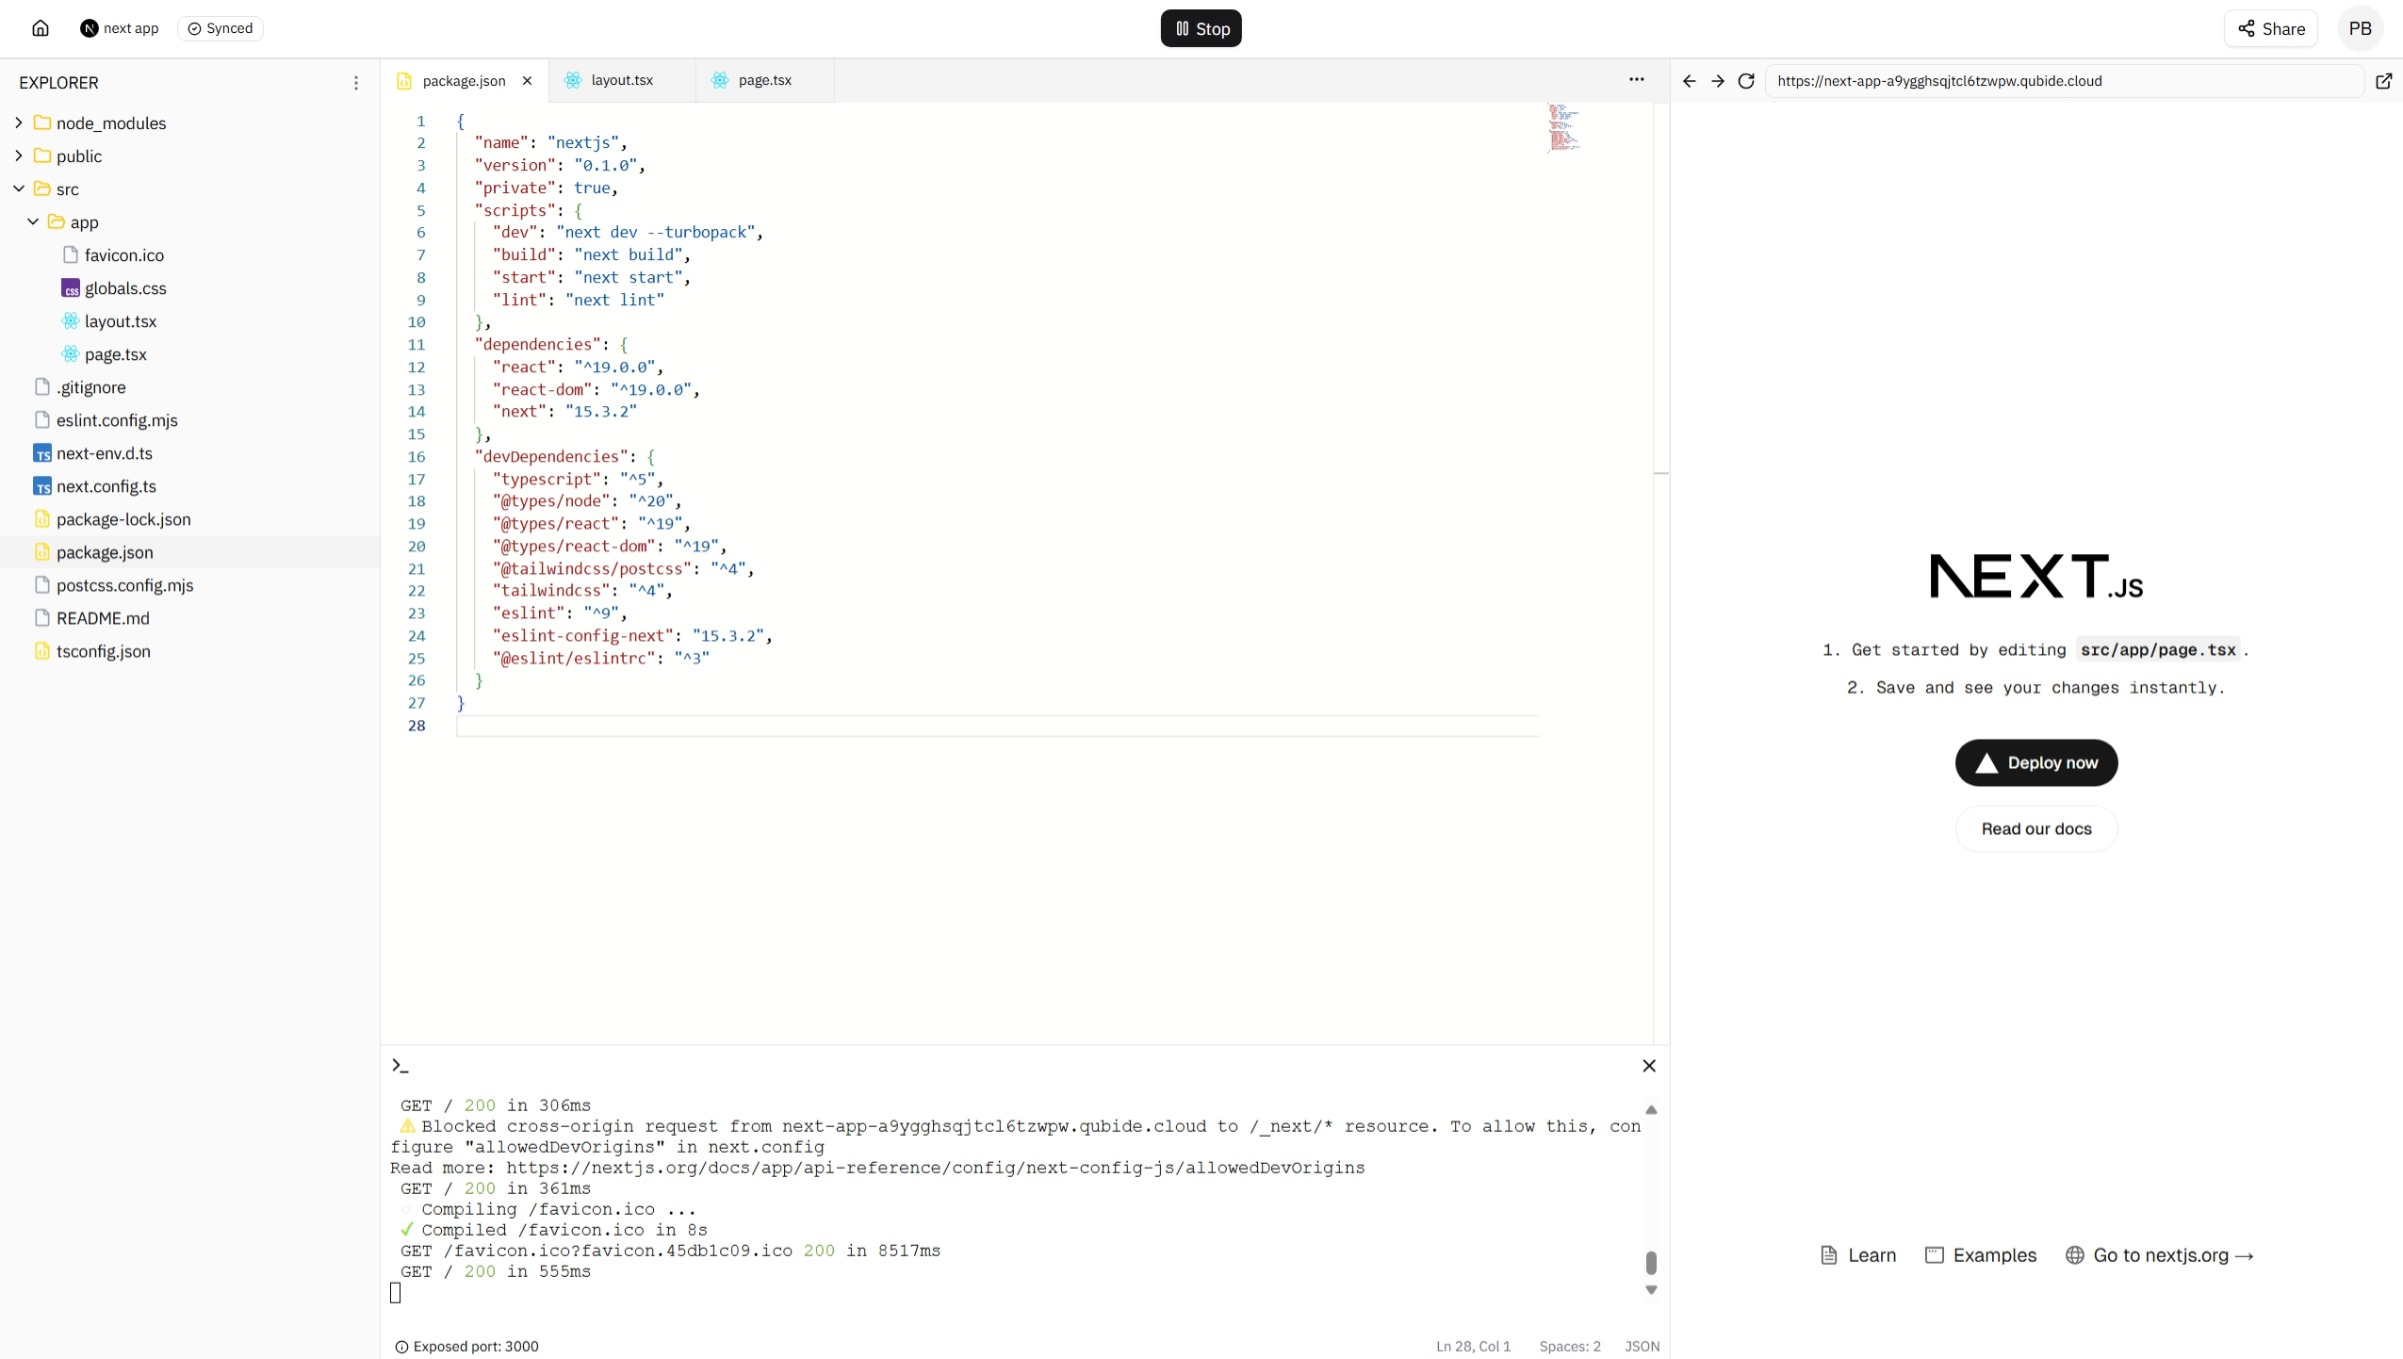 next app
Synced
Stop
Share
PB
EXPLORER
node_modules
public
src
app
favicon.ico
globals.css
layout.tsx
page.tsx
.gitignore
eslint.config.mjs
next-env.d.ts
next.config.ts
package-lock.json
package.json
postcss.config.mjs
README.md
tsconfig.json
package.json
layout.tsx
page.tsx
1 {
2 "name": "nextjs",
3 "version": "0.1.0",
4 "private": true,
5 "scripts": {
6 "dev": "next dev --turbopack",
7 "build": "next build",
8 "start": "next start",
9 "lint": "next lint"
10 },
11 "dependencies": {
12 "react": "^19.0.0",
13 "react-dom": "^19.0.0",
14 "next": "15.3.2"
15 },
16 "devDependencies": {
17 "typescript": "^5",
18 "@types/node": "^20",
19 "@types/react": "^19",
20 "@types/react-dom": "^19",
21 "@tailwindcss/postcss": "^4",
22 "tailwindcss": "^4",
23 "eslint": "^9",
24 "eslint-config-next": "15.3.2",
25 "@eslint/eslintrc": "^3"
26 }
27 }
28
GET / 200 in 306ms
⚠ Blocked cross-origin request from next-app-a9ygghsqjtcl6tzwpw.qubide.cloud to /_next/* resource. To allow this, con
figure "allowedDevOrigins" in next.config
Read more: https://nextjs.org/docs/app/api-reference/config/next-config-js/allowedDevOrigins
GET / 200 in 361ms
○ Compiling /favicon.ico ...
✓ Compiled /favicon.ico in 8s
GET /favicon.ico?favicon.45db1c09.ico 200 in 8517ms
GET / 200 in 555ms
Exposed port: 3000
Ln 28, Col 1
Spaces: 2
JSON
https://next-app-a9ygghsqjtcl6tzwpw.qubide.cloud
NEXT.JS
1. Get started by editing src/app/page.tsx.
2. Save and see your changes instantly.
Deploy now
Read our docs
Learn
Examples
Go to nextjs.org →